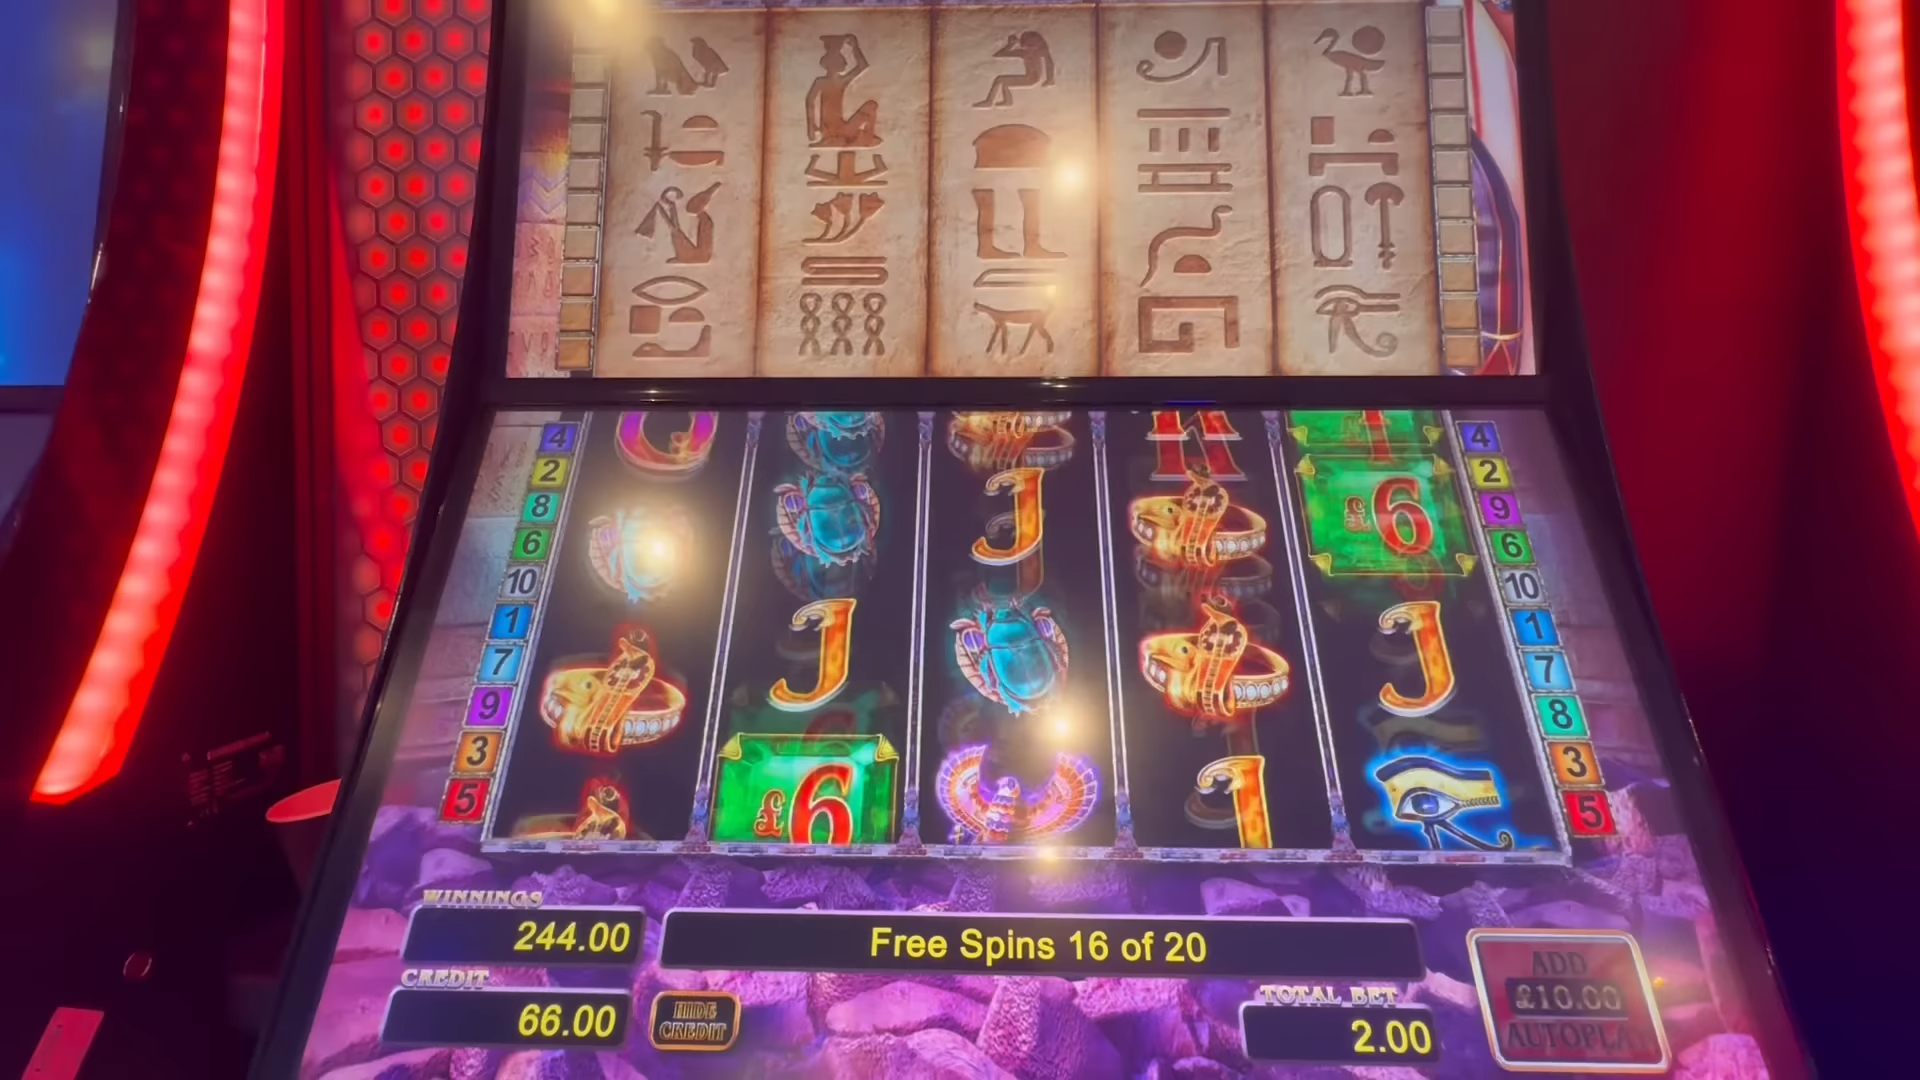 Q
K
1
J
£6
4
2
8
6
10
1
7
9
3
5
4
2
9
6
10
1
7
8
3
5
J
J
£6
1
WINNINGS
244.00
Free Spins 16 of 20
CREDIT
66.00
HIDE
CREDIT
TOTAL BET
2.00
ADD
£10.00
AUTOPLAY